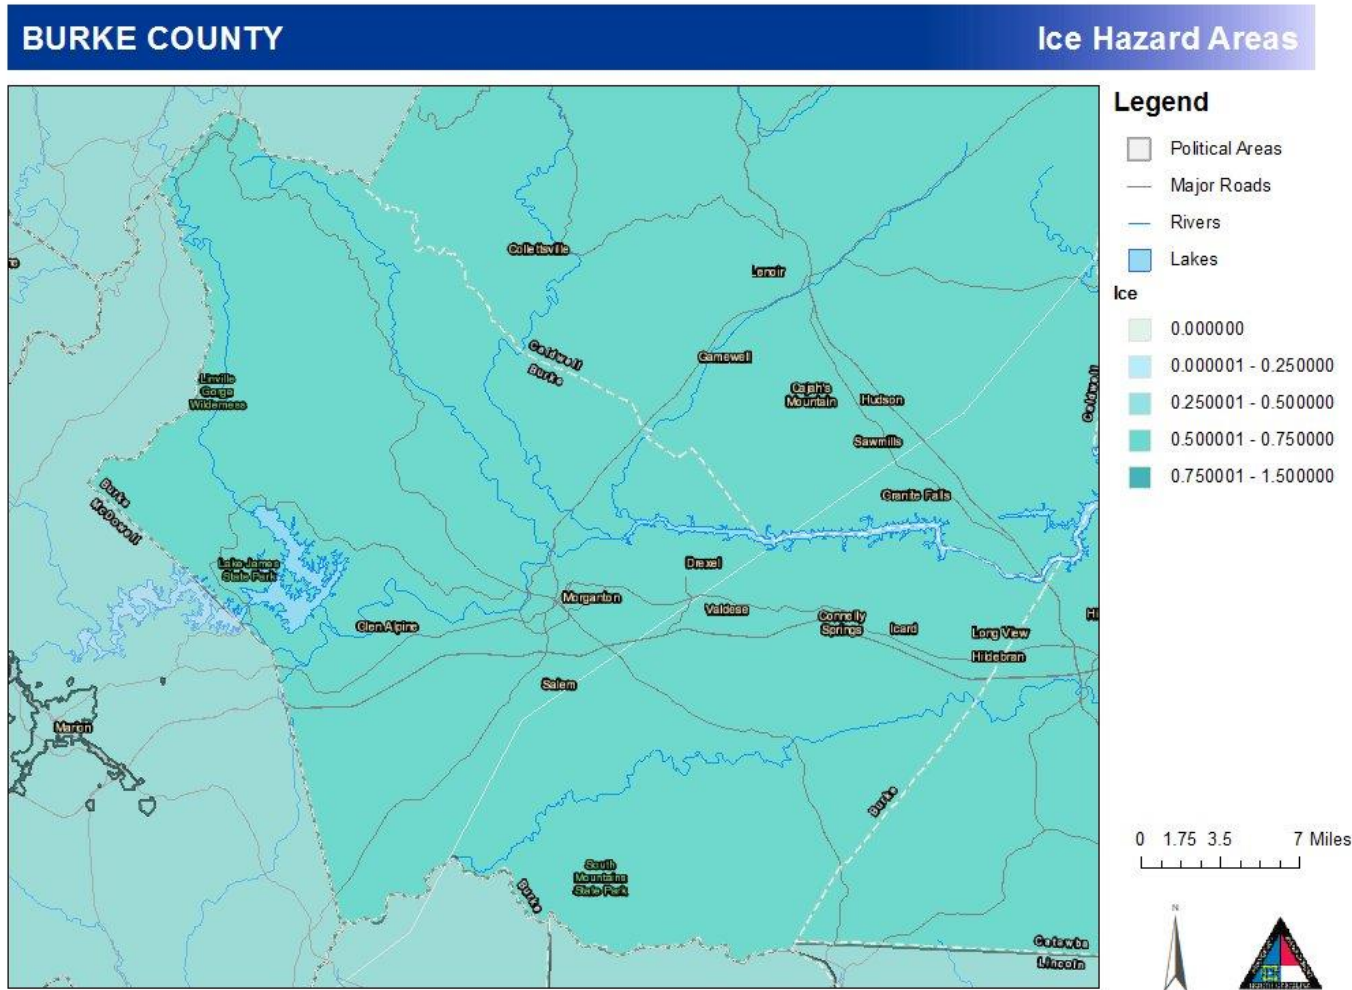 BURKE COUNTY
Ice Hazard Areas
Legend
Political Areas
Major Roads
Rivers
Lakes
Ice
0.000000
0.000001 - 0.250000
0.250001 - 0.500000
0.500001 - 0.750000
0.750001 - 1.500000
Collettsville
Lenoir
Caldwell
Burke
Gamewell
Caldwell
Linville
Gorge
Wilderness
Cajah's
Mountain
Hudson
Sawmills
Burke
McDowell
Granite Falls
Lake James
State Park
Drexel
Morganton
Valdese
Glen Alpine
Connelly
Springs
Icard
Long View
Hildebran
Salem
Marion
Burke
South
Mountains
State Park
Burke
Catawba
Lincoln
0 1.75 3.5 7 Miles
N